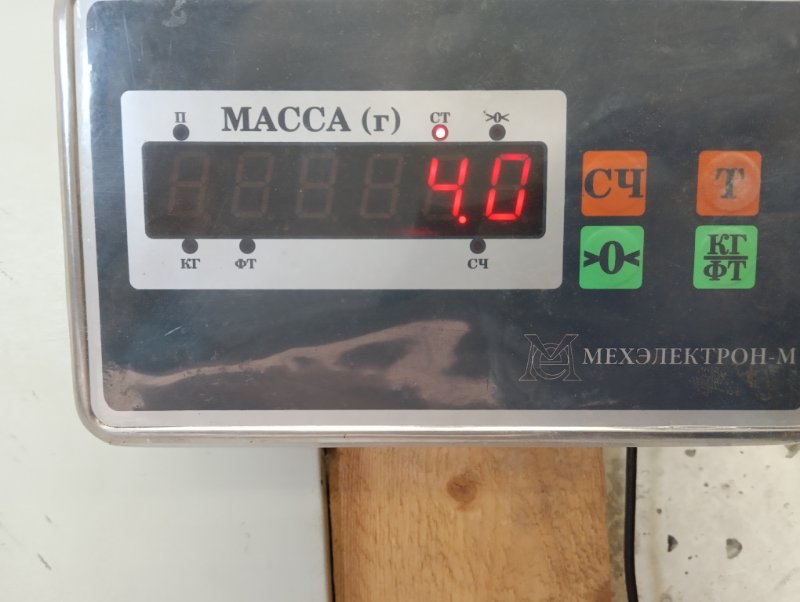 П МАССА (г) СТ >0<
4.0
КГ ФТ СЧ
СЧ Т
>0< КГ
ФТ
МЕХЭЛЕКТРОН-М